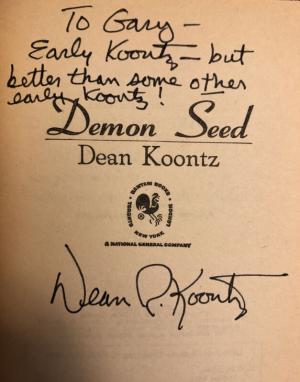 To Gary –
Early Koontz – but
better than some other
early Koontz!
Demon Seed
Dean Koontz
BANTAM BOOKS
TORONTO
NEW YORK
A NATIONAL GENERAL COMPANY
Dean R. Koontz